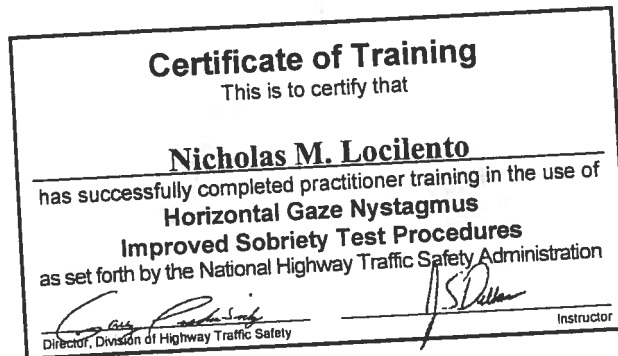 Certificate of Training
This is to certify that
Nicholas M. Locilento
has successfully completed practitioner training in the use of
Horizontal Gaze Nystagmus
Improved Sobriety Test Procedures
as set forth by the National Highway Traffic Safety Administration
Director, Division of Highway Traffic Safety
Instructor